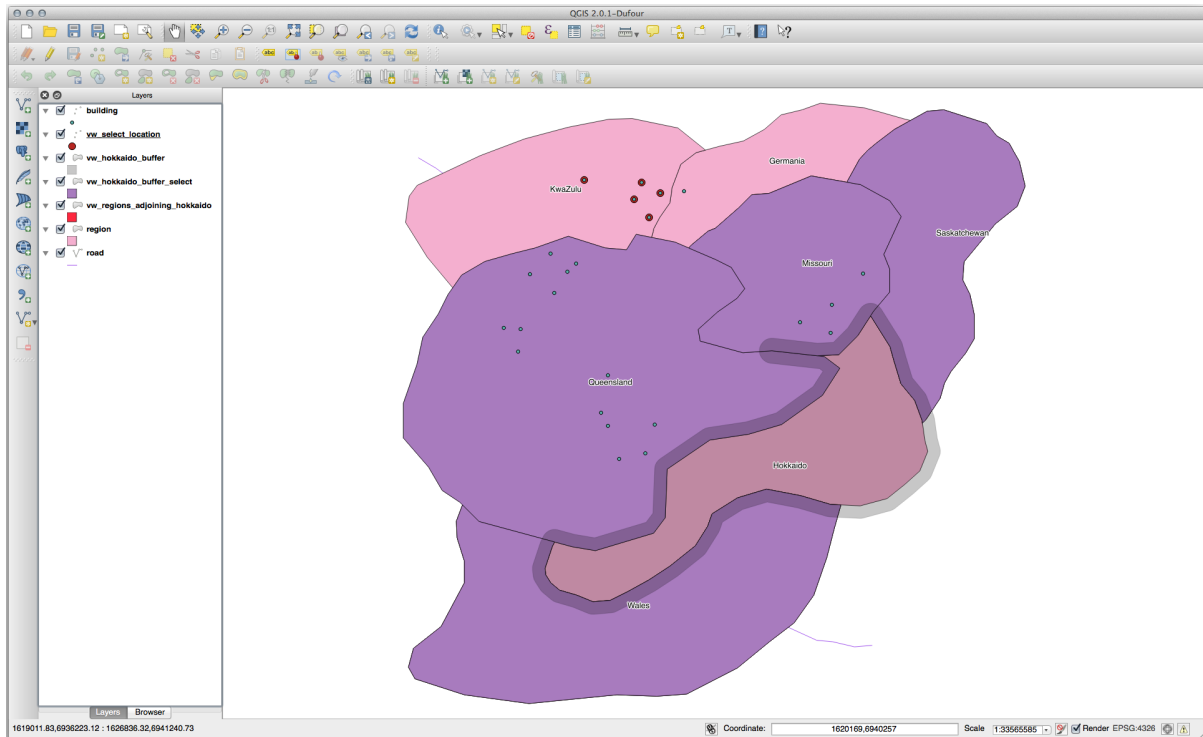 QGIS 2.0.1-Dufour
Layers
building
vw_select_location
vw_hokkaido_buffer
vw_hokkaido_buffer_select
vw_regions_adjoining_hokkaido
region
road
KwaZulu
Germania
Saskatchewan
Missouri
Queensland
Hokkaido
Wales
Layers Browser
1619011.83,6936223.12 : 1626836.32,6941240.73 Coordinate: 1620169,6940257 Scale 1:33565585 Render EPSG:4326